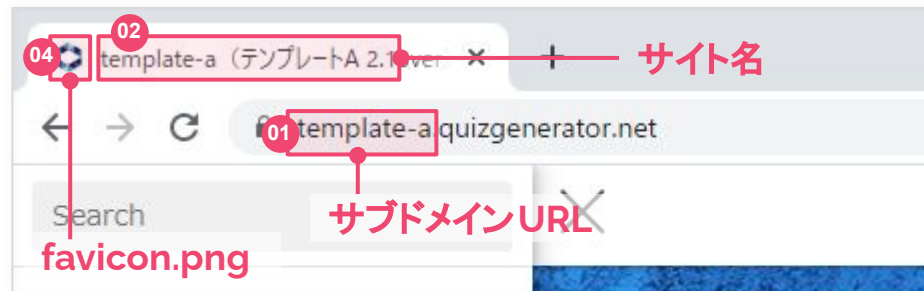 02
04 template-a（テンプレートA 2.1 ver サイト名
01 template-a.quizgenerator.net
Search
サブドメインURL
favicon.png